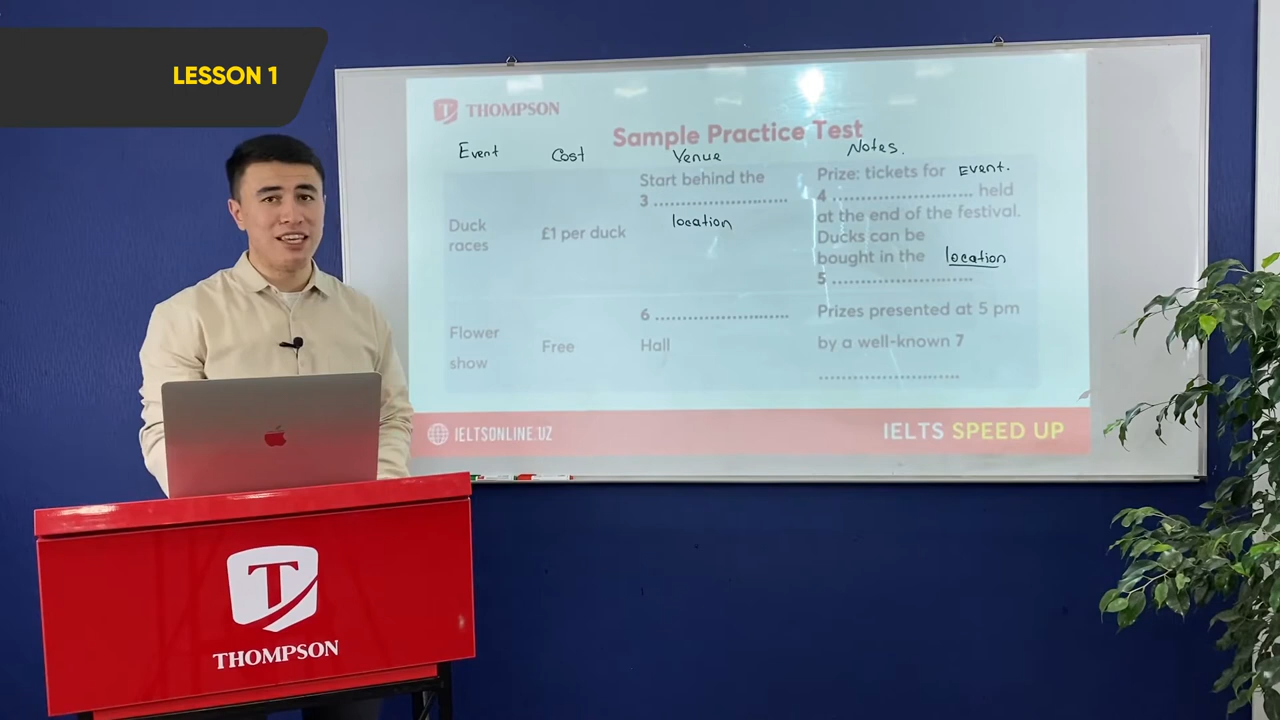 LESSON 1
THOMPSON
Sample Practice Test
Event Cost Venue Notes.
Start behind the
3 ........................
location
Duck
races
£1 per duck
Prize: tickets for EVENT.
4 ........................ held
at the end of the festival.
Ducks can be
bought in the location
5 ........................
Flower
show
Free
6 ........................
Hall
Prizes presented at 5 pm
by a well-known 7
........................
IELTSONLINE.UZ
IELTS SPEED UP
T
THOMPSON